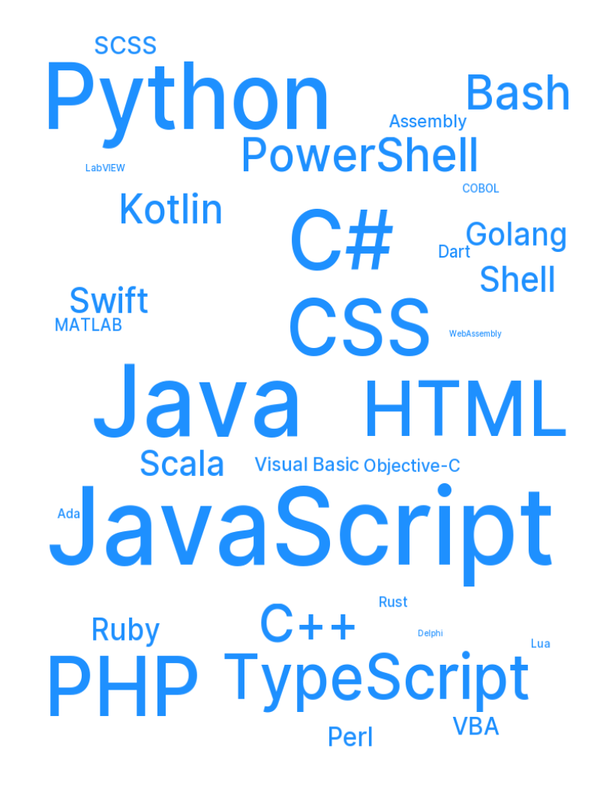 SCSS
Python
Bash
Assembly
PowerShell
LabVIEW
COBOL
Kotlin
C#
Golang
Dart
Shell
Swift
MATLAB
CSS
WebAssembly
Java
HTML
Scala
Visual Basic
Objective-C
Ada
JavaScript
Rust
C++
Ruby
Delphi
Lua
PHP
TypeScript
VBA
Perl